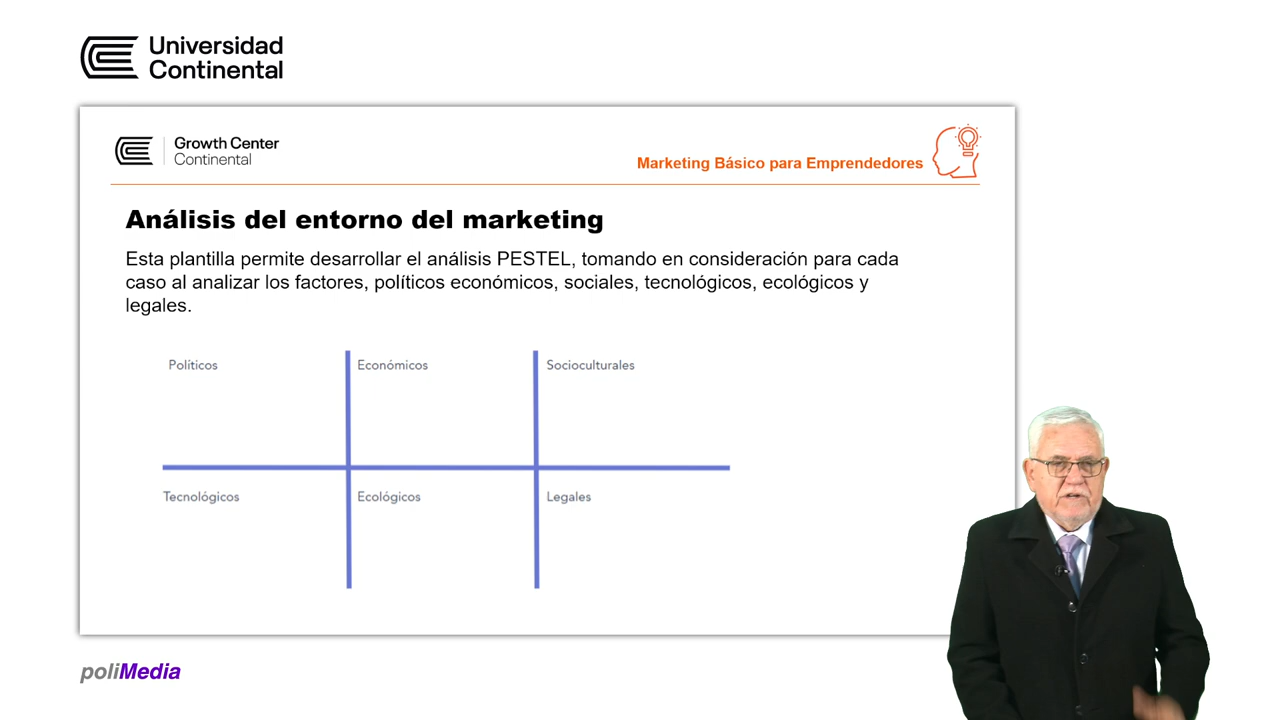 Universidad
Continental
Growth Center
Continental
Marketing Básico para Emprendedores
Análisis del entorno del marketing
Esta plantilla permite desarrollar el análisis PESTEL, tomando en consideración para cada
caso al analizar los factores, políticos económicos, sociales, tecnológicos, ecológicos y
legales.
Políticos
Económicos
Socioculturales
Tecnológicos
Ecológicos
Legales
poliMedia